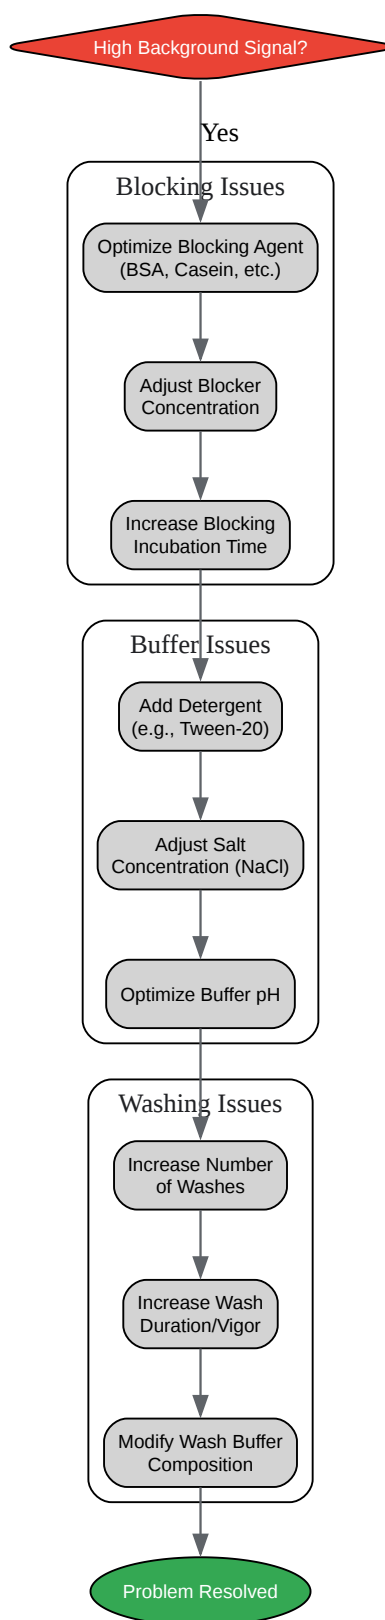 High Background Signal?
Yes
Blocking Issues
Optimize Blocking Agent
(BSA, Casein, etc.)
Adjust Blocker
Concentration
Increase Blocking
Incubation Time
Buffer Issues
Add Detergent
(e.g., Tween-20)
Adjust Salt
Concentration (NaCl)
Optimize Buffer pH
Washing Issues
Increase Number
of Washes
Increase Wash
Duration/Vigor
Modify Wash Buffer
Composition
Problem Resolved